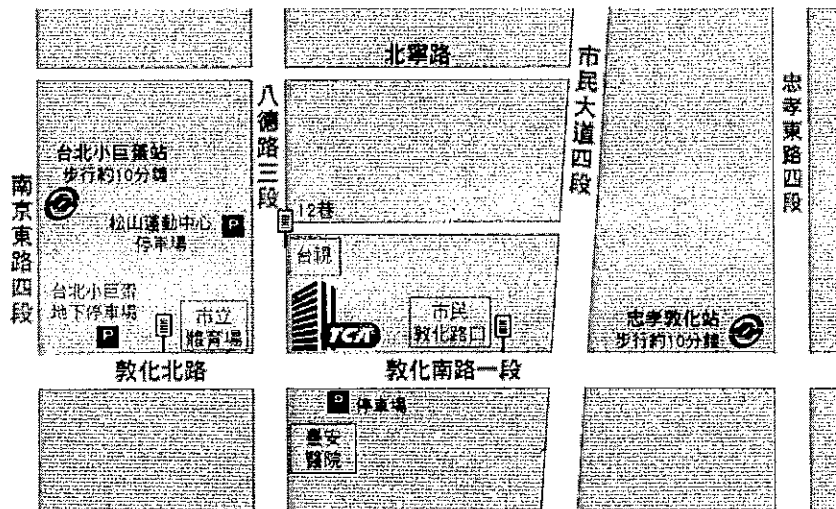 北寧路
市民大道四段
忠孝東路四段
八德路三段
台北小巨蛋站
步行約10分鐘
南京東路四段
12巷
松山運動中心
停車場
P
台視
台北小巨蛋
地下停車場
P
市立
體育場
TCA
市民
敦化路口
忠孝敦化站
步行約10分鐘
敦化北路
敦化南路一段
P
停車場
臺安
醫院